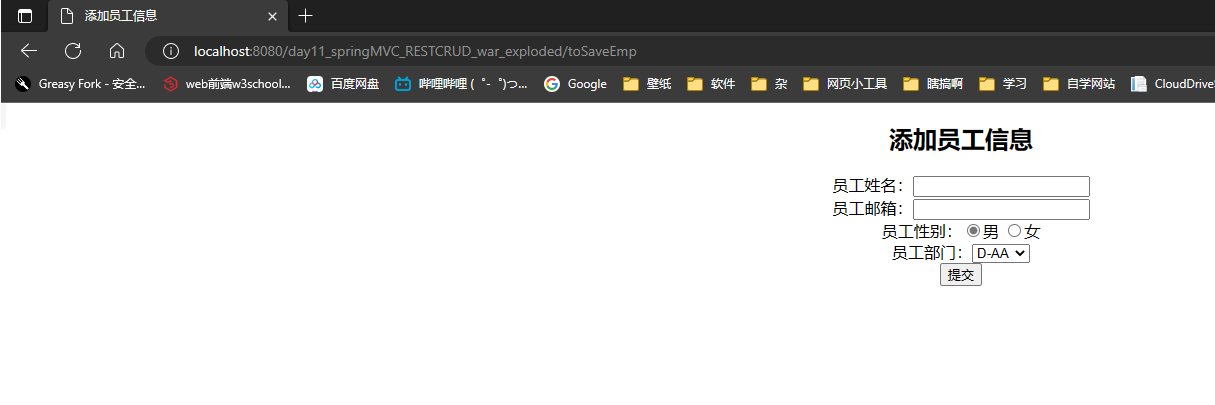 添加员工信息
localhost:8080/day11_springMVC_RESTCRUD_war_exploded/toSaveEmp
Greasy Fork - 安全... web前端w3school... 百度网盘 哔哩哔哩 (゜-゜)つ... Google 壁纸 软件 杂 网页小工具 瞎搞啊 学习 自学网站 CloudDrive
添加员工信息
员工姓名：
员工邮箱：
员工性别： 男 女
员工部门： D-AA
提交